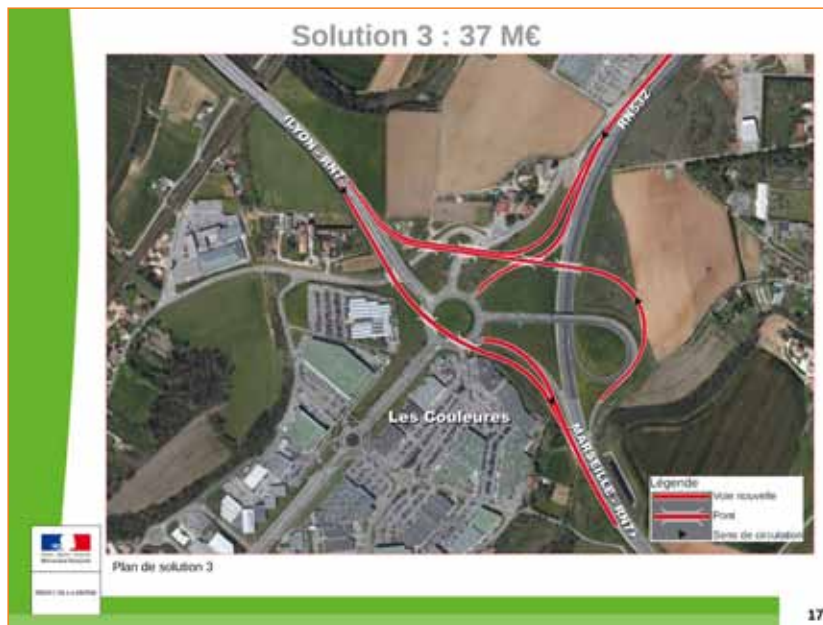 Solution 3 : 37 M€
(LYON - RN7
RN532
Les Couleures
MARSEILLE - RN7)
Légende
Voie nouvelle
Pont
Sens de circulation
Plan de solution 3
17